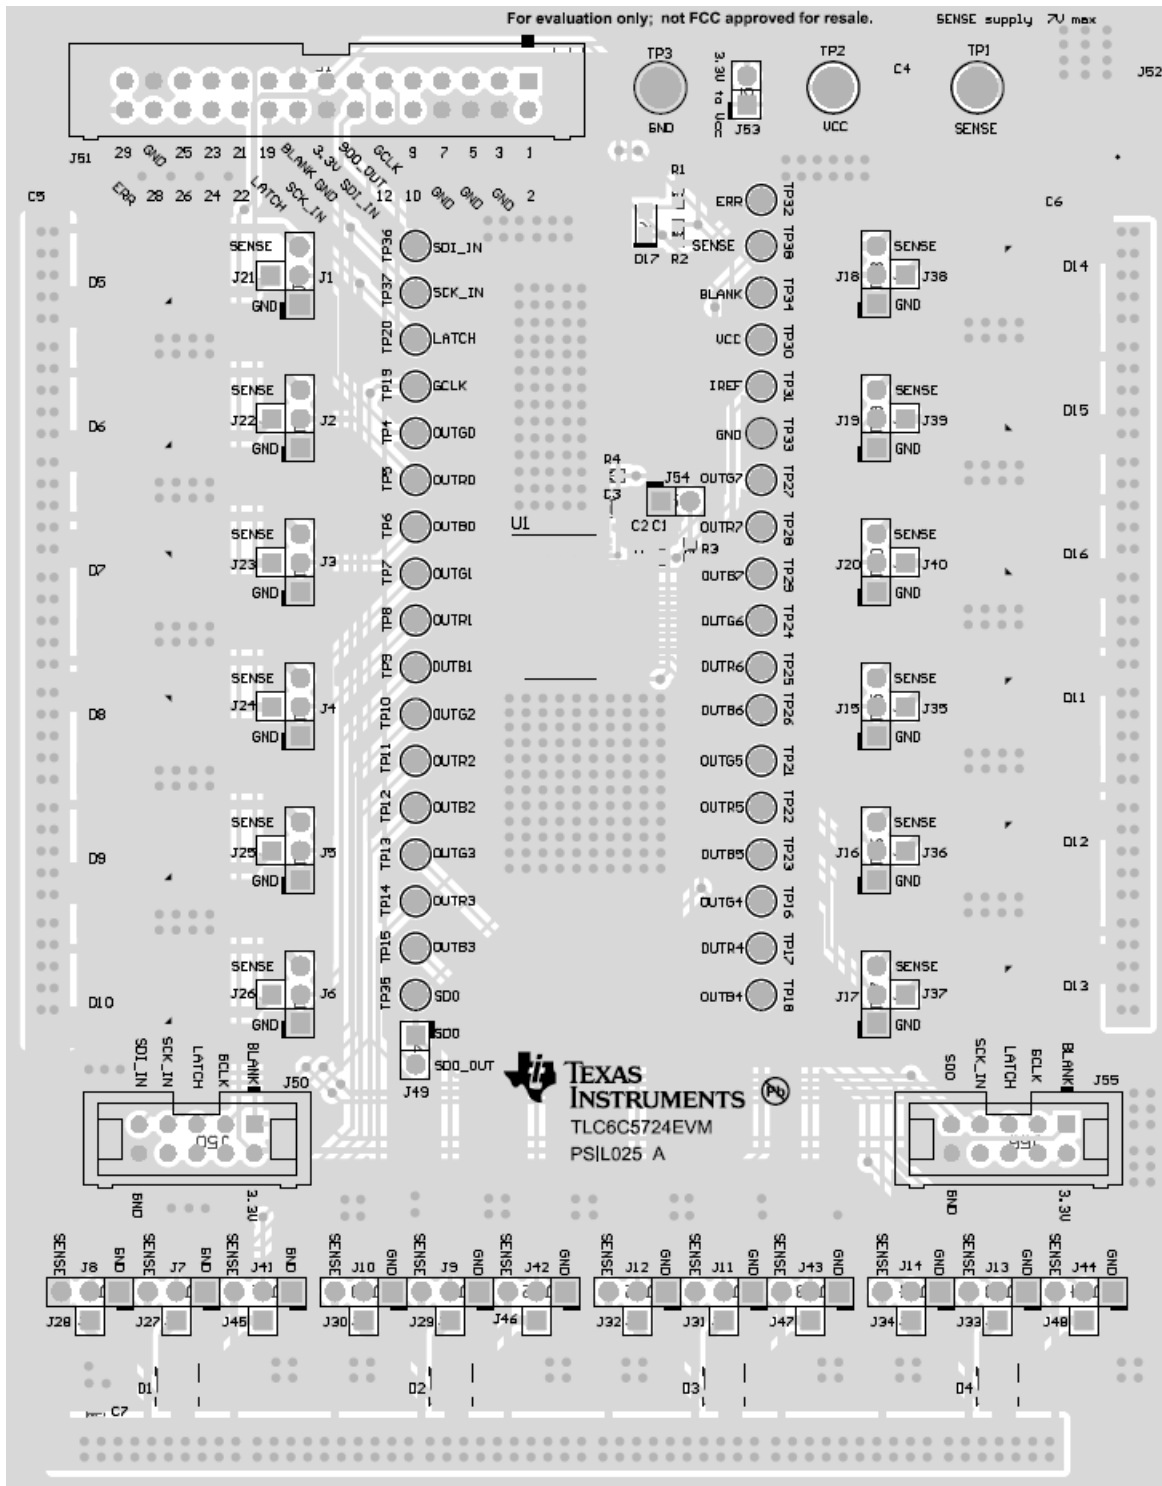 For evaluation only; not FCC approved for resale.
SENSE supply 7V max
TP3
3.3V to Vcc
TP2
C4
TP1
J52
GND
J53
VCC
SENSE
J51
29 GND 25 23 21 19 BLANK 3.3V SDO_OUT GCLK 9 7 5 3 1
ERR 28 26 24 22 LATCH SCK_IN GND SDI_IN 12 10 GND GND GND 2
C5
R1
C6
D17 R2
TP36 SDI_IN
TP37 SCK_IN
TP20 LATCH
TP19 GCLK
TP4 OUTG0
TP5 OUTR0
TP6 OUTB0
TP7 OUTG1
TP8 OUTR1
TP9 OUTB1
TP10 OUTG2
TP11 OUTR2
TP12 OUTB2
TP13 OUTG3
TP14 OUTR3
TP15 OUTB3
TP35 SDO
SDO
SDO_OUT
J49
ERR TP32
SENSE TP38
BLANK TP34
VCC TP30
IREF TP31
GND TP33
OUTG7 TP27
OUTR7 TP28
OUTB7 TP29
OUTG6 TP24
OUTR6 TP25
OUTB6 TP26
OUTG5 TP21
OUTR5 TP22
OUTB5 TP23
OUTG4 TP16
OUTR4 TP17
OUTB4 TP18
R4
C3
J54
U1
C2 C1
R3
D5
SENSE
J21 J1
GND
D6
SENSE
J22 J2
GND
D7
SENSE
J23 J3
GND
D8
SENSE
J24 J4
GND
D9
SENSE
J25 J5
GND
D10
SENSE
J26 J6
GND
SENSE
J18 J38
GND
D14
SENSE
J19 J39
GND
D15
SENSE
J20 J40
GND
D16
SENSE
J15 J35
GND
D11
SENSE
J16 J36
GND
D12
SENSE
J17 J37
GND
D13
SDI_IN SCK_IN LATCH GCLK BLANK
J50
J50
GND 3.3V
TEXAS
INSTRUMENTS
Pb
TLC6C5724EVM
PSIL025 A
SDO SCK_IN LATCH GCLK BLANK
J55
J55
GND 3.3V
SENSE J8 GND SENSE J7 GND SENSE J41 GND
SENSE J10 GND SENSE J9 GND SENSE J42 GND
SENSE J12 GND SENSE J11 GND SENSE J43 GND
SENSE J14 GND SENSE J13 GND SENSE J44 GND
J28 J27 J45 J30 J29 J46 J32 J31 J47 J34 J33 J48
D1 D2 D3 D4
C7